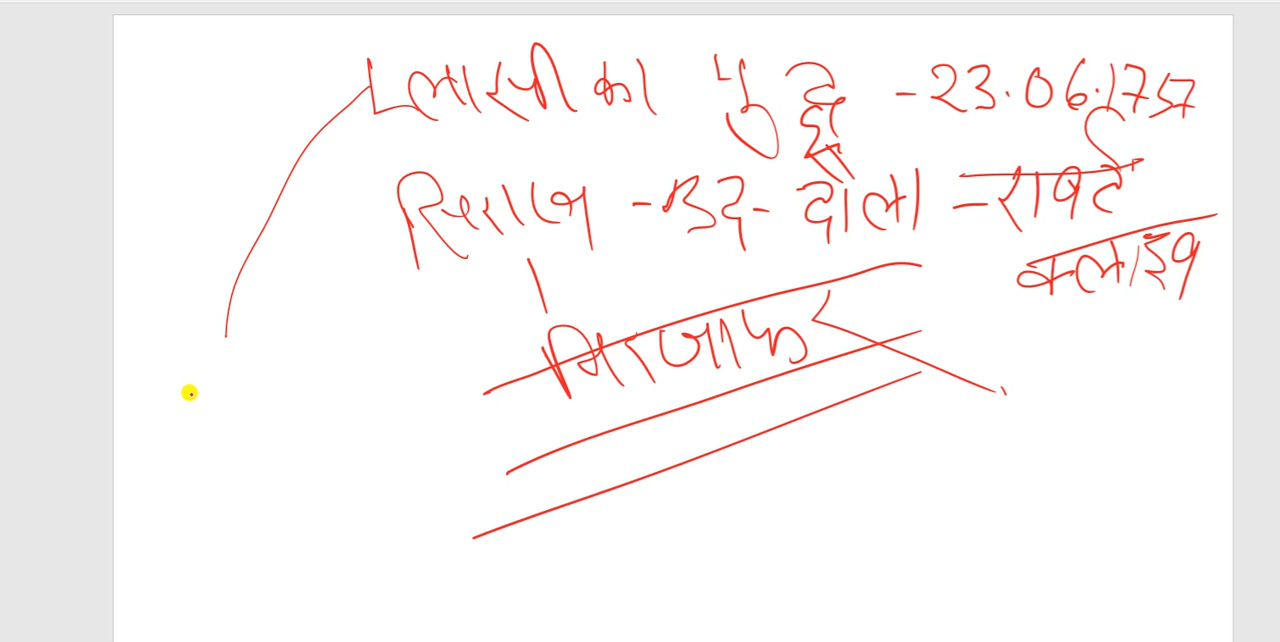 प्लासी का युद्ध - 23.06.1757
सिराज -उद- दौला - राबर्ट
क्लाइव
मिरजाफर